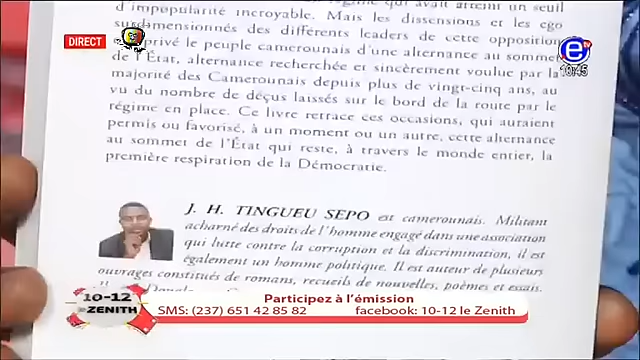 régime qui avait atteint un seuil
d'impopularité incroyable. Mais les dissensions et les ego
surdimensionnés des différents leaders de cette opposition
privé le peuple camerounais d'une alternance au sommet
de l'État, alternance recherchée et sincèrement voulue par la
majorité des Camerounais depuis plus de vingt-cinq ans, au
vu du nombre de déçus laissés sur le bord de la route par le
régime en place. Ce livre retrace ces occasions, qui auraient
permis ou favorisé, à un moment ou un autre, cette alternance
au sommet de l'État qui reste, à travers le monde entier, la
première respiration de la Démocratie.
DIRECT
e
10:45
J. H. TINGUEU SEPO est camerounais. Militant
acharné des droits de l'homme engagé dans une association
qui lutte contre la corruption et la discrimination, il est
également un homme politique. Il est auteur de plusieurs
ouvrages constitués de romans, recueils de nouvelles, poèmes et essais.
10-12
le ZENITH
Participez à l'émission
SMS: (237) 651 42 85 82 facebook: 10-12 le Zenith